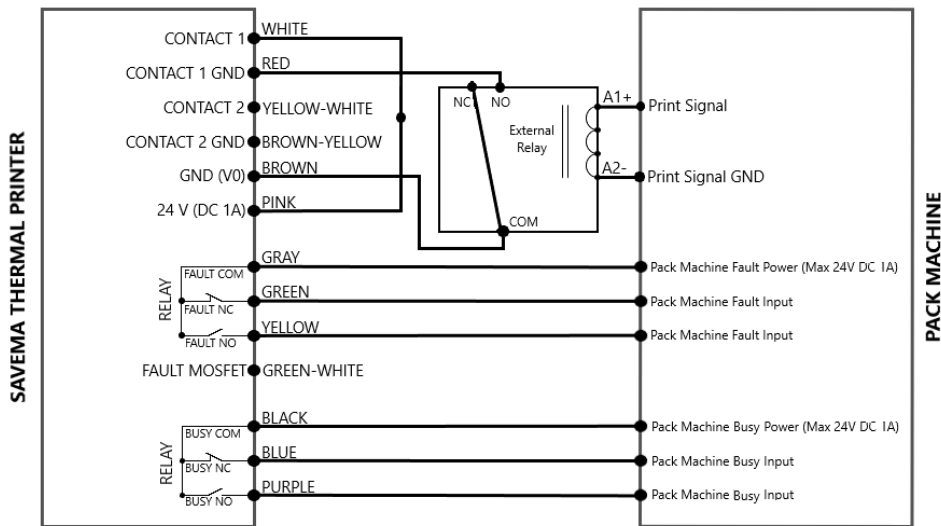 SAVEMA THERMAL PRINTER
CONTACT 1
WHITE
CONTACT 1 GND
RED
CONTACT 2
YELLOW-WHITE
CONTACT 2 GND
BROWN-YELLOW
GND (V0)
BROWN
24 V (DC 1A)
PINK
NC
NO
External
Relay
COM
A1+
Print Signal
A2-
Print Signal GND
RELAY
FAULT COM
GRAY
Pack Machine Fault Power (Max 24V DC 1A)
FAULT NC
GREEN
Pack Machine Fault Input
FAULT NO
YELLOW
Pack Machine Fault Input
FAULT MOSFET
GREEN-WHITE
RELAY
BUSY COM
BLACK
Pack Machine Busy Power (Max 24V DC 1A)
BUSY NC
BLUE
Pack Machine Busy Input
BUSY NO
PURPLE
Pack Machine Busy Input
PACK MACHINE